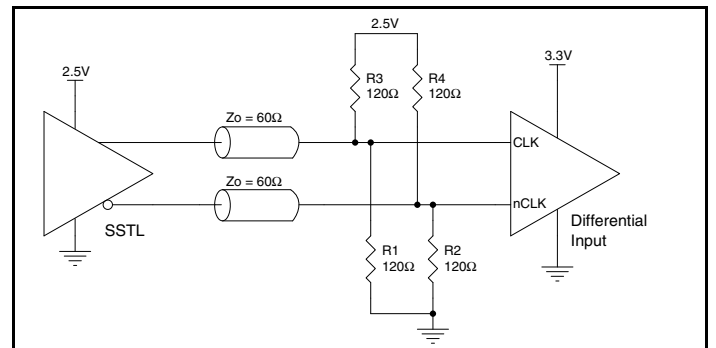 2.5V
2.5V
3.3V
R3
120Ω
R4
120Ω
Zo = 60Ω
CLK
Zo = 60Ω
nCLK
SSTL
Differential
Input
R1
120Ω
R2
120Ω